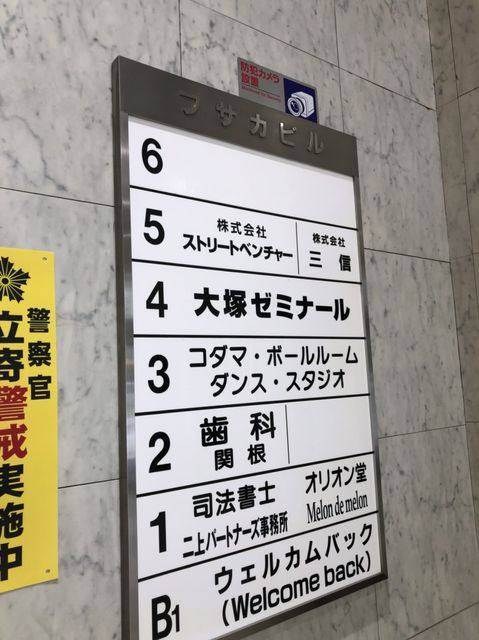 防犯カメラ
設置
フサカビル
6
5
株式会社
ストリートベンチャー
株式会社
三信
4
大塚ゼミナール
3
コダマ・ボールルーム
ダンス・スタジオ
2
歯科
関根
1
司法書士
二上パートナーズ事務所
オリオン堂
Melon de melon
B1
ウェルカムバック
(Welcome back)
警察官
立寄警戒実施中